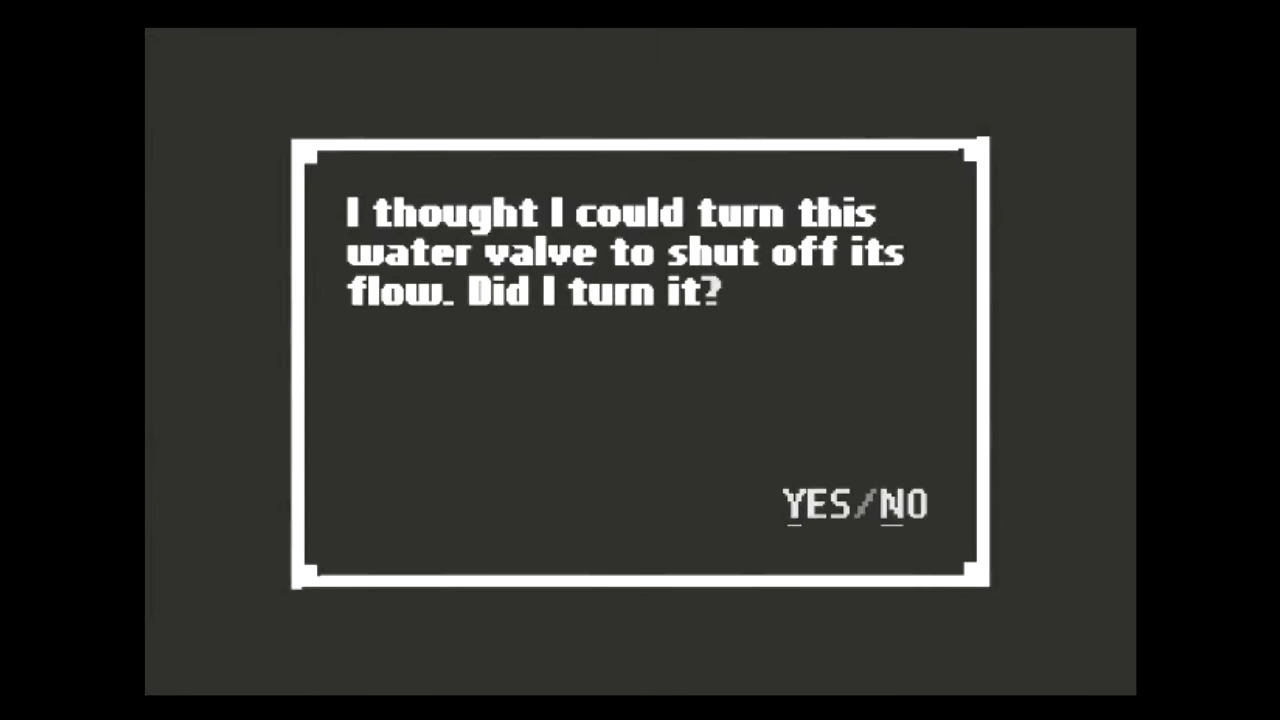 I thought I could turn this
water valve to shut off its
flow. Did I turn it?
YES/NO